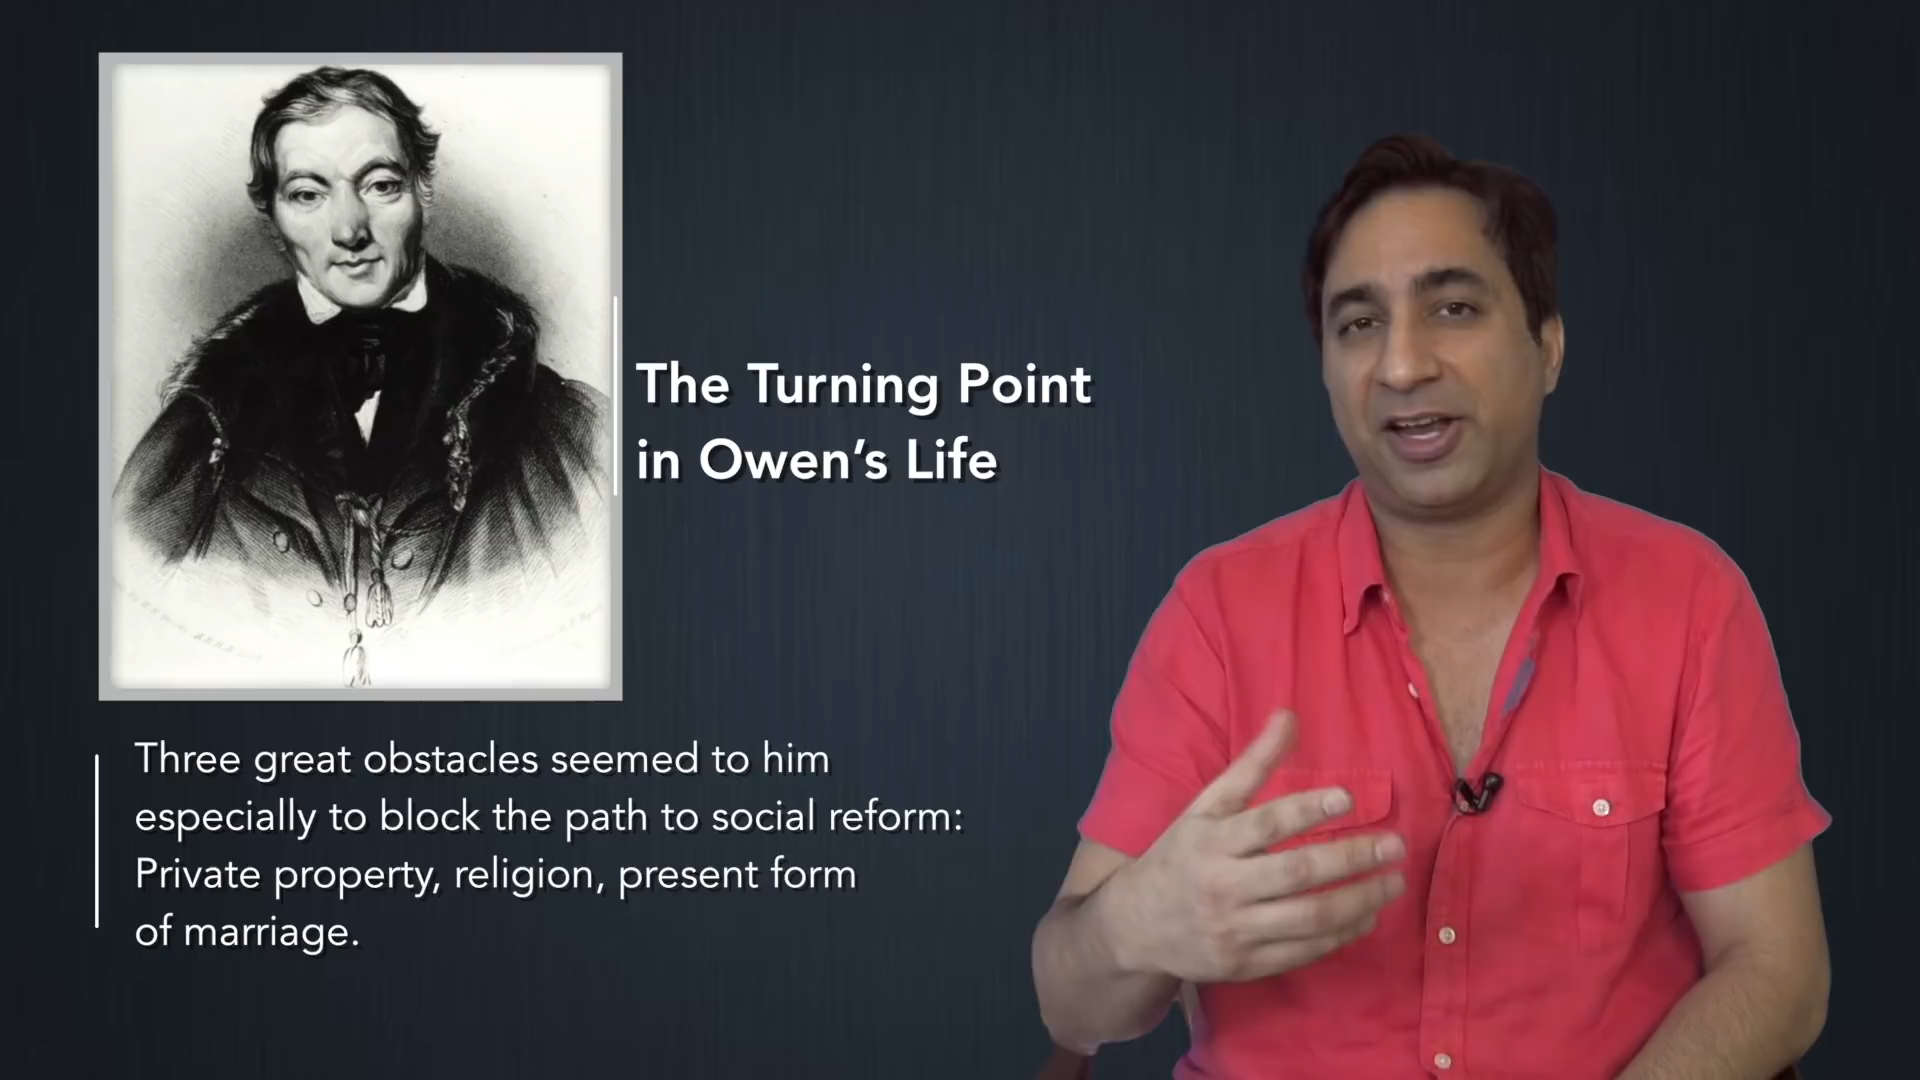 The Turning Point
in Owen's Life
Three great obstacles seemed to him
especially to block the path to social reform:
Private property, religion, present form
of marriage.